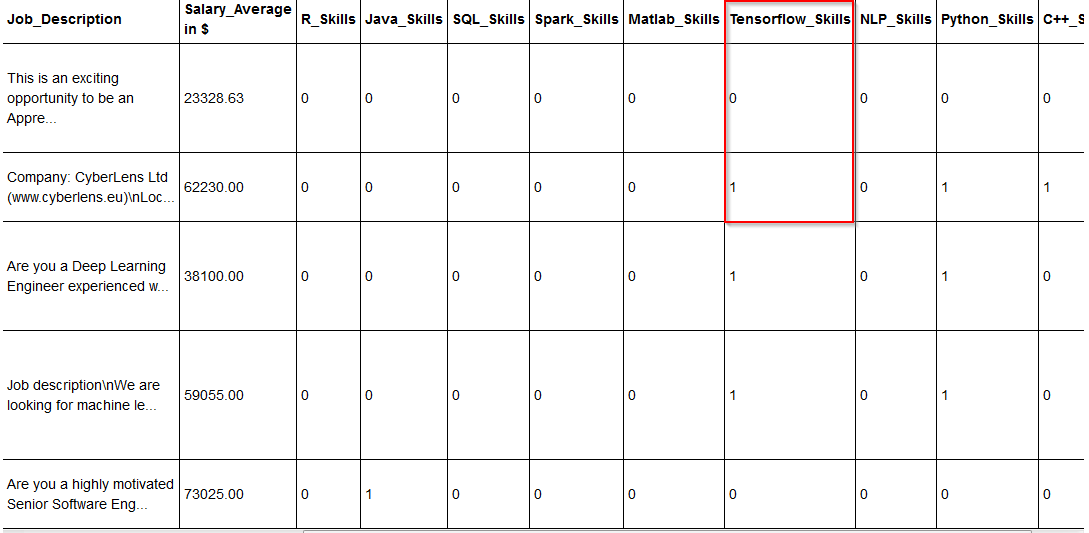 Job_Description Salary_Average in $ R_Skills Java_Skills SQL_Skills Spark_Skills Matlab_Skills Tensorflow_Skills NLP_Skills Python_Skills C++_S
This is an exciting
opportunity to be an
Appre... 23328.63 0 0 0 0 0 0 0 0 0
Company: CyberLens Ltd
(www.cyberlens.eu)\nLoc... 62230.00 0 0 0 0 0 1 0 1 1
Are you a Deep Learning
Engineer experienced w... 38100.00 0 0 0 0 0 1 0 1 0
Job description\nWe are
looking for machine le... 59055.00 0 0 0 0 0 1 0 1 0
Are you a highly motivated
Senior Software Eng... 73025.00 0 1 0 0 0 0 0 0 0